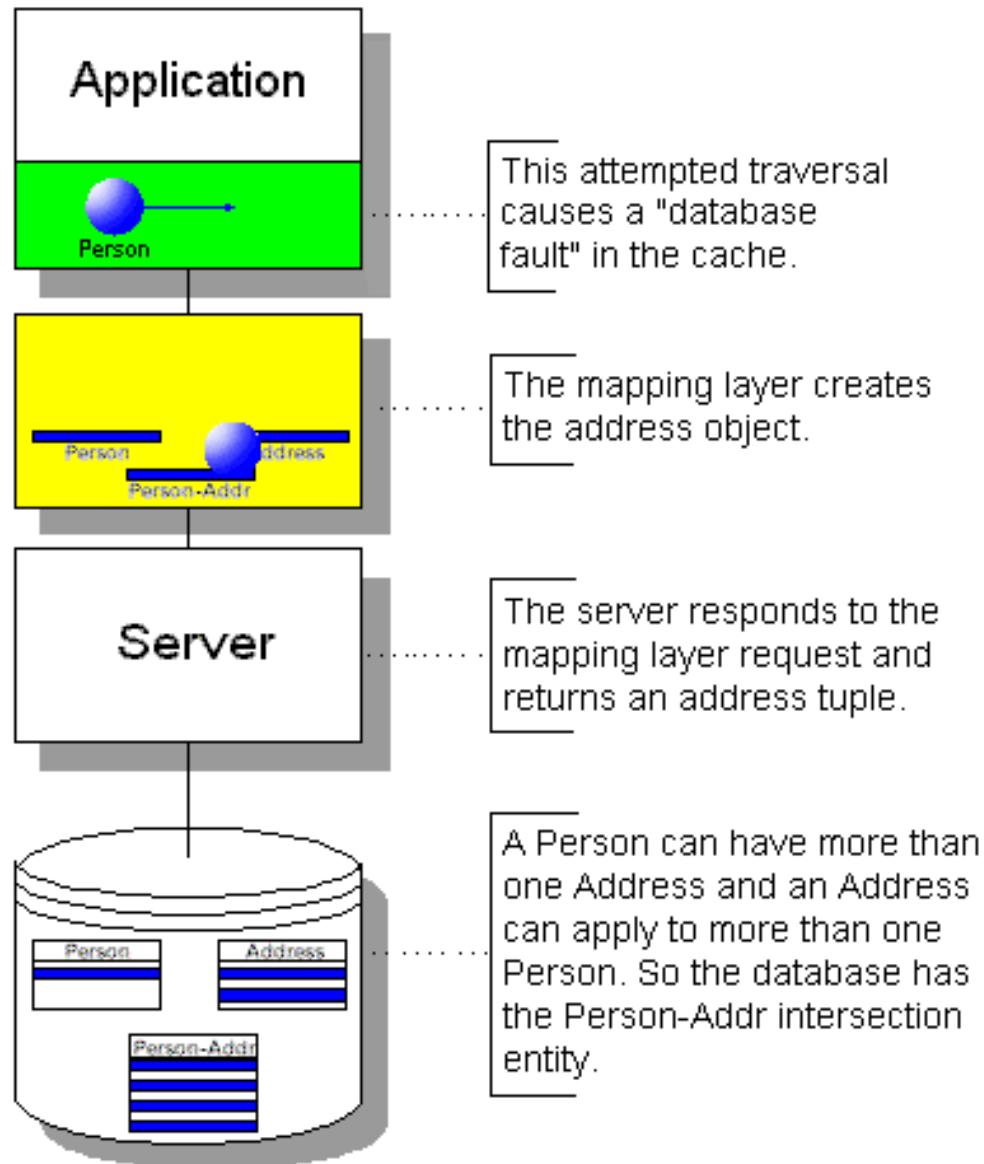 Application
Person
This attempted traversal
causes a "database
fault" in the cache.
Person
ddress
Person-Addr
The mapping layer creates
the address object.
Server
The server responds to the
mapping layer request and
returns an address tuple.
Person
Address
Person-Addr
A Person can have more than
one Address and an Address
can apply to more than one
Person. So the database has
the Person-Addr intersection
entity.